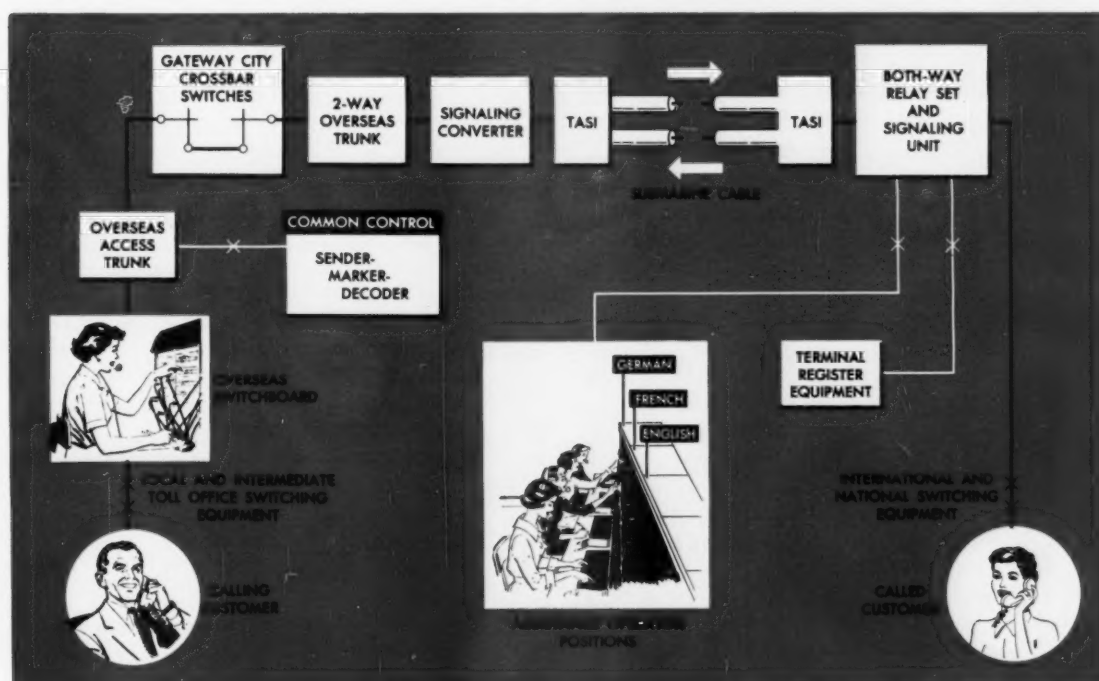 GATEWAY CITY
CROSSBAR
SWITCHES
2-WAY
OVERSEAS
TRUNK
SIGNALING
CONVERTER
TASI
TASI
BOTH-WAY
RELAY SET
AND
SIGNALING
UNIT
SUBMARINE CABLE
OVERSEAS
ACCESS
TRUNK
COMMON CONTROL
SENDER-
MARKER-
DECODER
OVERSEAS
SWITCHBOARD
GERMAN
FRENCH
ENGLISH
TERMINAL
REGISTER
EQUIPMENT
LOCAL AND INTERMEDIATE
TOLL OFFICE SWITCHING
EQUIPMENT
INTERNATIONAL AND
NATIONAL SWITCHING
EQUIPMENT
CALLING
CUSTOMER
CALLED
CUSTOMER
POSITIONS